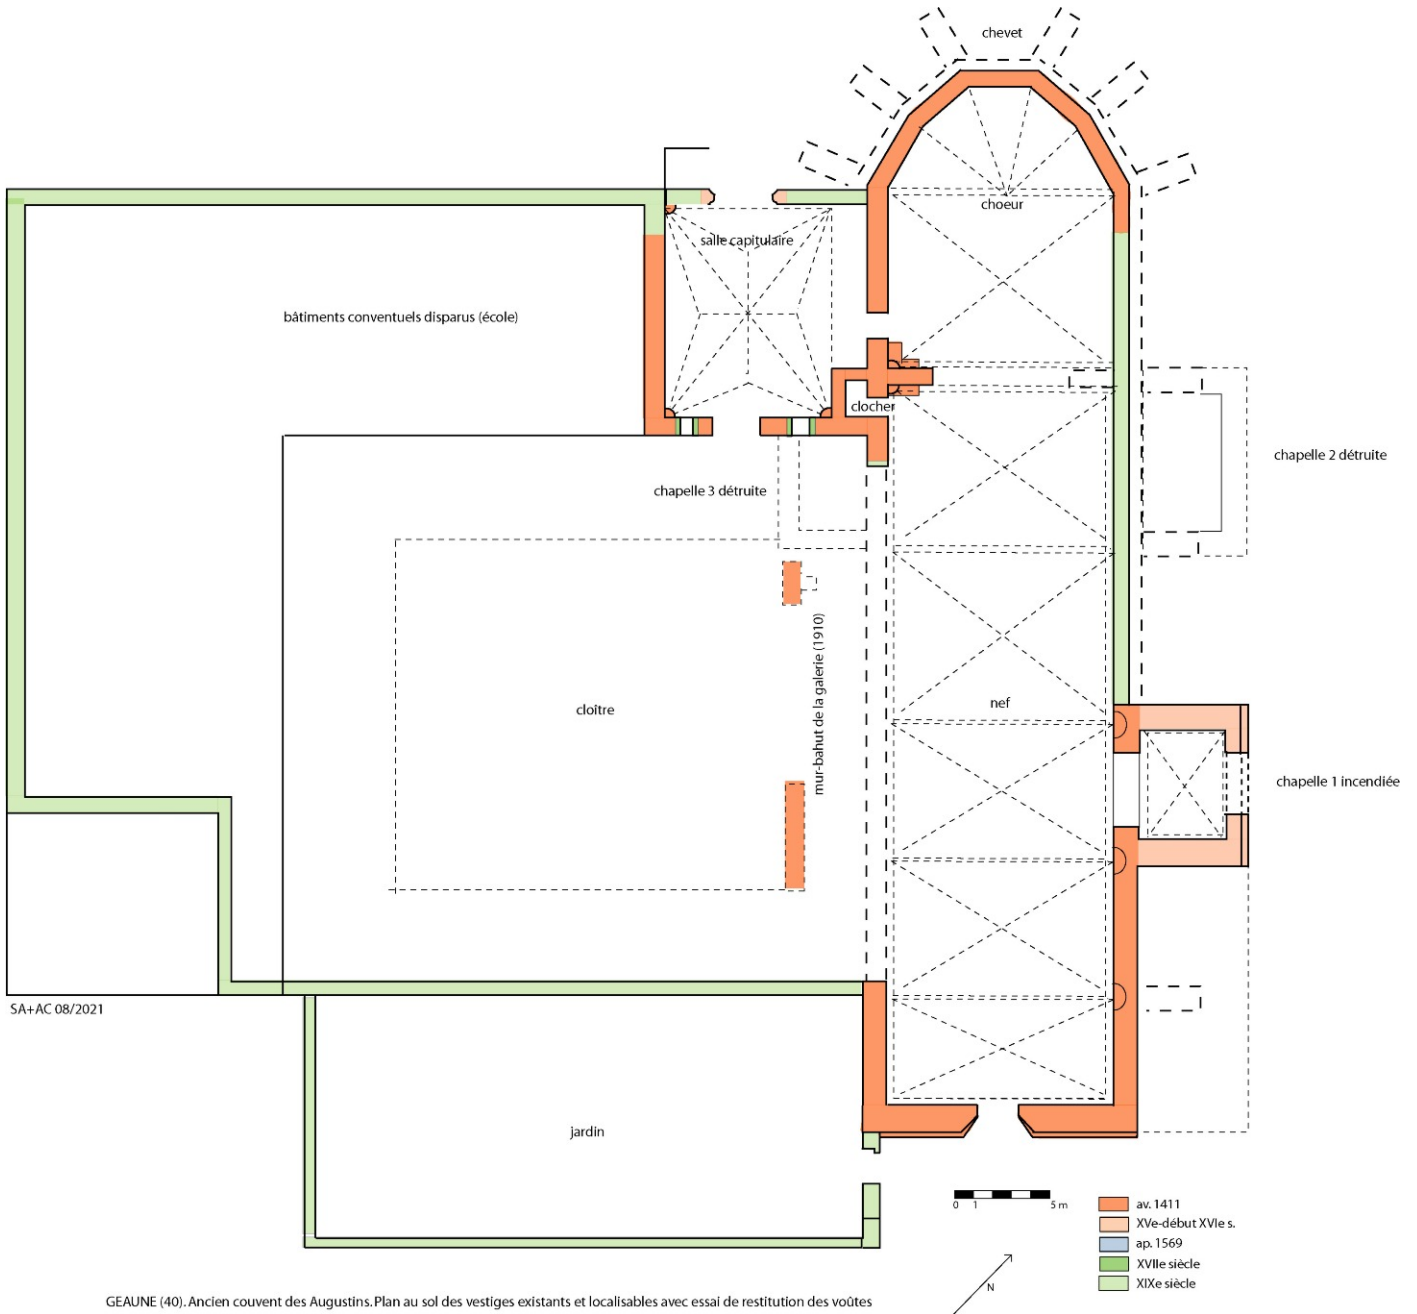 chevet
choeur
salle capitulaire
bâtiments conventuels disparus (école)
clocher
chapelle 2 détruite
chapelle 3 détruite
mur-bahut de la galerie (1910)
cloître
nef
chapelle 1 incendiée
SA+AC 08/2021
jardin
0 1 5 m
av. 1411
XVe-début XVIe s.
ap. 1569
XVIIe siècle
XIXe siècle
N
GEAUNE (40). Ancien couvent des Augustins. Plan au sol des vestiges existants et localisables avec essai de restitution des voûtes